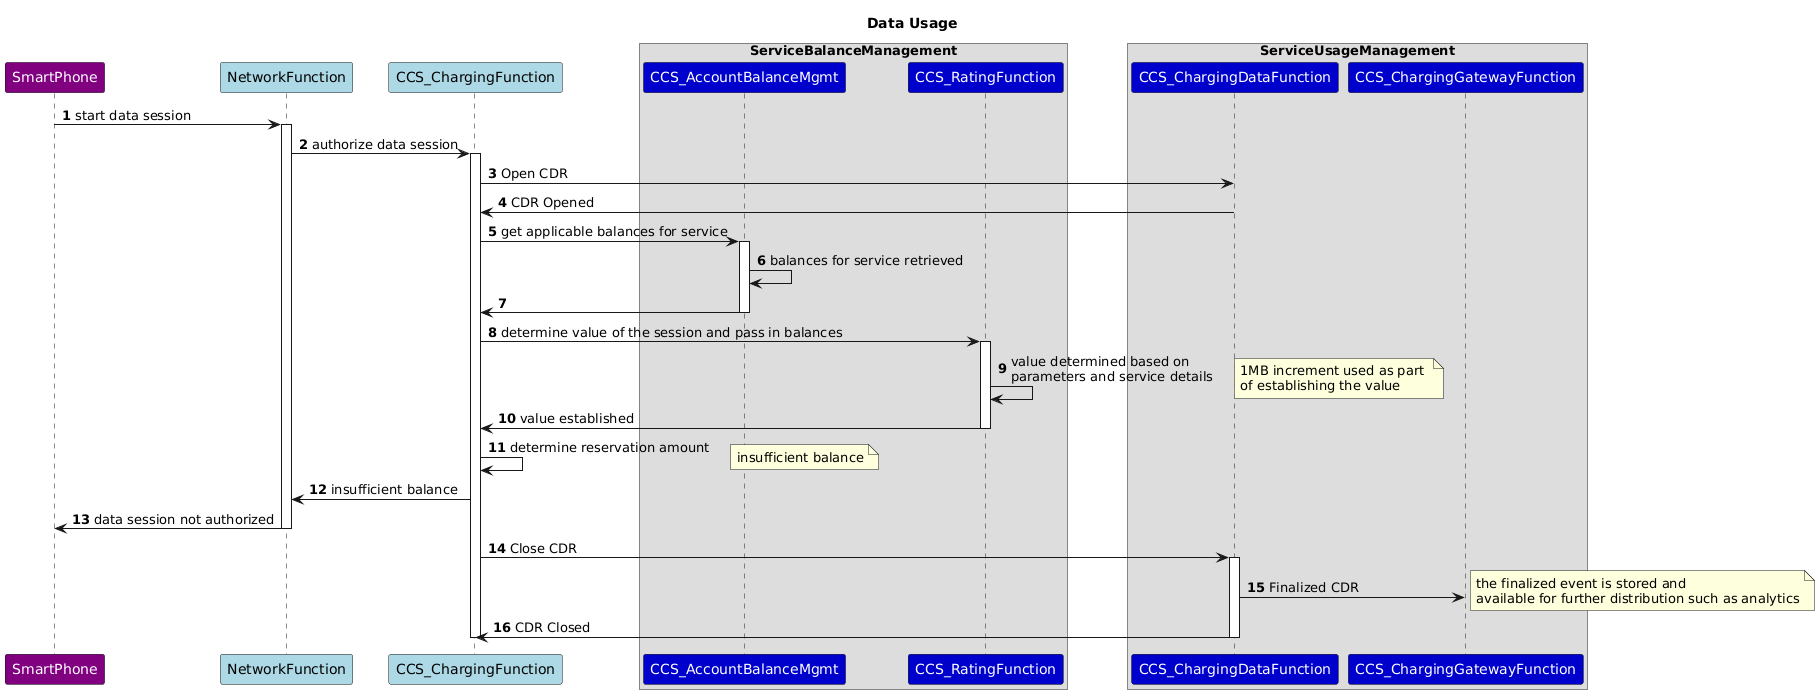 Data Usage
ServiceBalanceManagement
ServiceUsageManagement
SmartPhone
NetworkFunction
CCS_ChargingFunction
CCS_AccountBalanceMgmt
CCS_RatingFunction
CCS_ChargingDataFunction
CCS_ChargingGatewayFunction
1 start data session
2 authorize data session
3 Open CDR
4 CDR Opened
5 get applicable balances for service
6 balances for service retrieved
7
8 determine value of the session and pass in balances
9 value determined based on
parameters and service details
1MB increment used as part
of establishing the value
10 value established
11 determine reservation amount
insufficient balance
12 insufficient balance
13 data session not authorized
14 Close CDR
15 Finalized CDR
the finalized event is stored and
available for further distribution such as analytics
16 CDR Closed
SmartPhone
NetworkFunction
CCS_ChargingFunction
CCS_AccountBalanceMgmt
CCS_RatingFunction
CCS_ChargingDataFunction
CCS_ChargingGatewayFunction